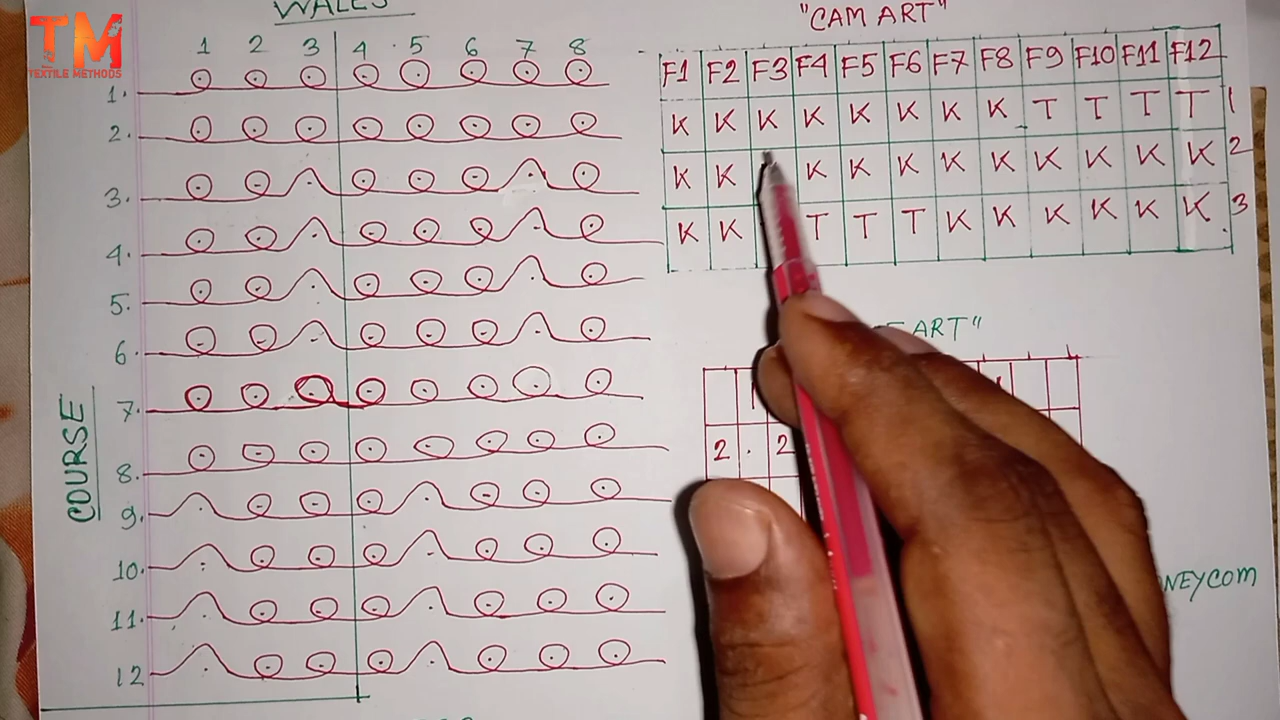 TM
TEXTILE METHODS
WALES
1 2 3 4 5 6 7 8
1.
2.
3.
4.
5.
6
7.
8.
9.
10.
11.
12
COURSE
"CAM ART"
F1 F2 F3 F4 F5 F6 F7 F8 F9 F10 F11 F12
K K K K K K K K T T T T 1
K K K K K K K K K K K 2
K K T T T K K K K K K 3
ART"
2 . 2
NEYCOM